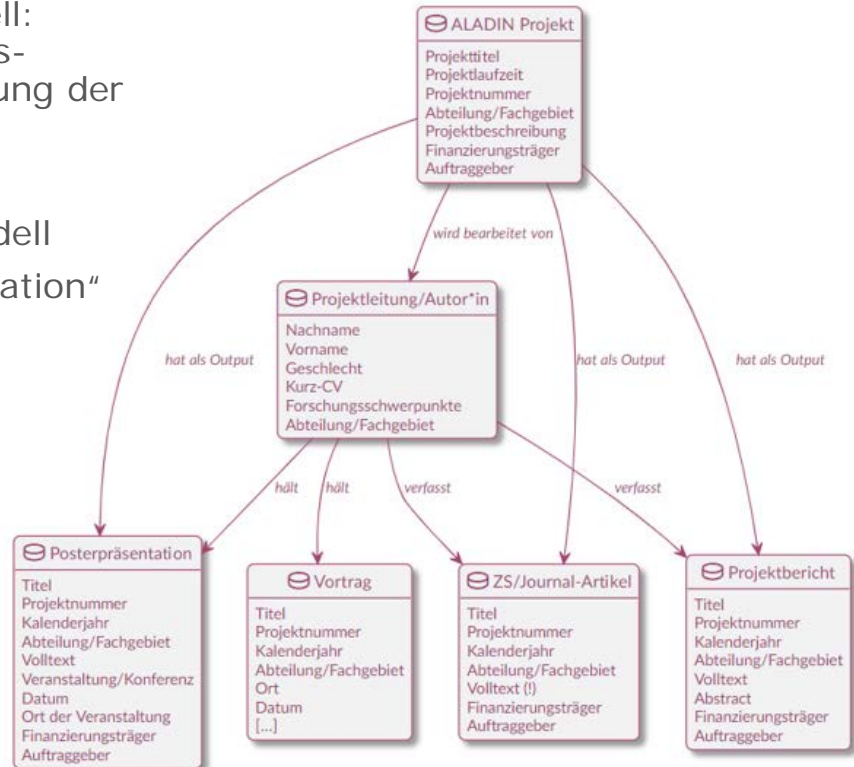 ell:
s-
ung der
dell
ation“
ALADIN Projekt
Projekttitel
Projektlaufzeit
Projektnummer
Abteilung/Fachgebiet
Projektbeschreibung
Finanzierungsträger
Auftraggeber
wird bearbeitet von
Projektleitung/Autor*in
Nachname
Vorname
Geschlecht
Kurz-CV
Forschungsschwerpunkte
Abteilung/Fachgebiet
hat als Output
hat als Output
hat als Output
hält
hält
verfasst
verfasst
Posterpräsentation
Titel
Projektnummer
Kalenderjahr
Abteilung/Fachgebiet
Volltext
Veranstaltung/Konferenz
Datum
Ort der Veranstaltung
Finanzierungsträger
Auftraggeber
Vortrag
Titel
Projektnummer
Kalenderjahr
Abteilung/Fachgebiet
Ort
Datum
[...]
ZS/Journal-Artikel
Titel
Projektnummer
Kalenderjahr
Abteilung/Fachgebiet
Volltext (!)
Finanzierungsträger
Auftraggeber
Projektbericht
Titel
Projektnummer
Kalenderjahr
Abteilung/Fachgebiet
Volltext
Abstract
Finanzierungsträger
Auftraggeber